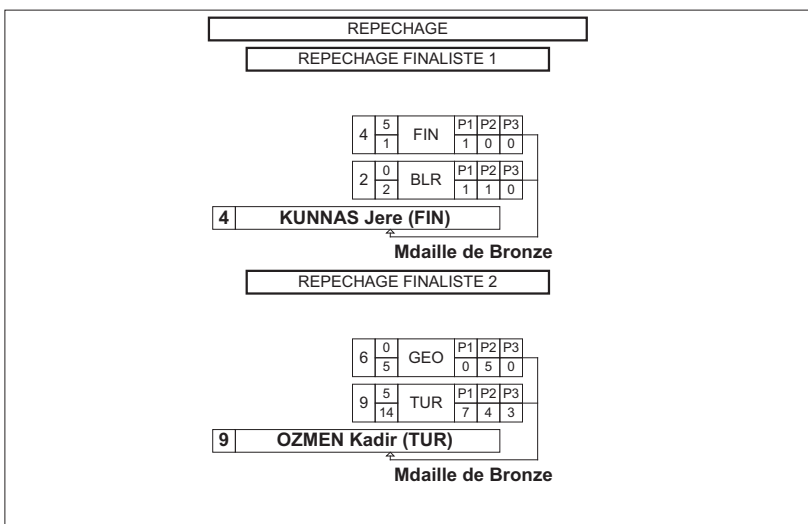 REPECHAGE
REPECHAGE FINALISTE 1
4 5 FIN P1 P2 P3
1 1 0 0
2 0 BLR P1 P2 P3
2 1 1 0
4 KUNNAS Jere (FIN)
Mdaille de Bronze
REPECHAGE FINALISTE 2
6 0 GEO P1 P2 P3
5 0 5 0
9 5 TUR P1 P2 P3
14 7 4 3
9 OZMEN Kadir (TUR)
Mdaille de Bronze